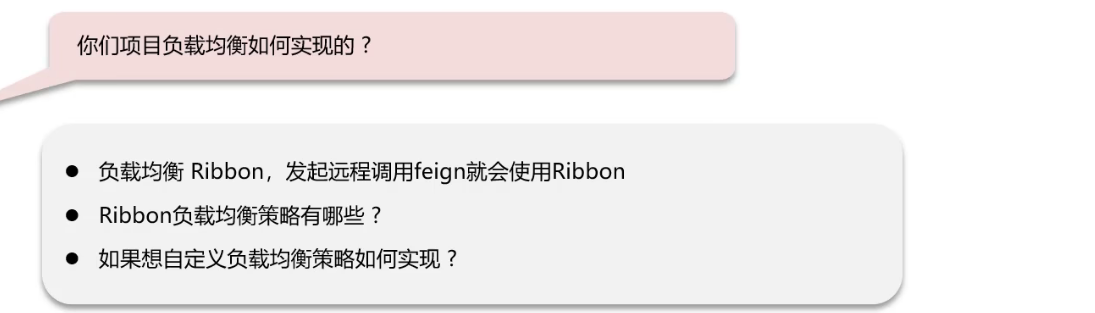 你们项目负载均衡如何实现的？
● 负载均衡 Ribbon，发起远程调用feign就会使用Ribbon
● Ribbon负载均衡策略有哪些？
● 如果想自定义负载均衡策略如何实现？